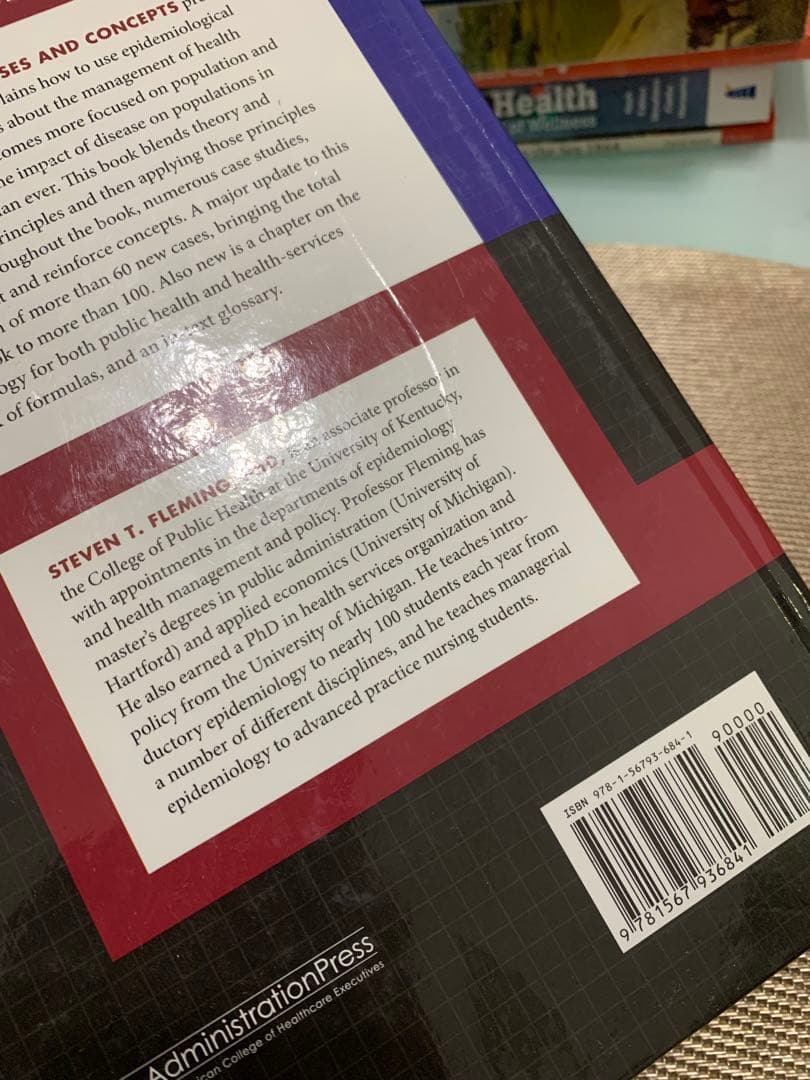 SES AND CONCEPTS
lains how to use epidemiological
about the management of health
comes more focused on population and
impact of disease on populations in
an ever. This book blends theory and
rinciples and then applying those principles
oughout the book, numerous case studies,
t and reinforce concepts. A major update to this
of more than 60 new cases, bringing the total
k to more than 100. Also new is a chapter on the
ogy for both public health and health-services
of formulas, and an in-text glossary.
STEVEN T. FLEMING, PhD, is an associate professor in
the College of Public Health at the University of Kentucky,
with appointments in the departments of epidemiology
and health management and policy. Professor Fleming has
master's degrees in public administration (University of
Hartford) and applied economics (University of Michigan).
He also earned a PhD in health services organization and
policy from the University of Michigan. He teaches intro-
ductory epidemiology to nearly 100 students each year from
a number of different disciplines, and he teaches managerial
epidemiology to advanced practice nursing students.
ISBN 978-1-56793-684-1
90000
9 781567 936841
AdministrationPress
ican College of Healthcare Executives
Health
of Wellness